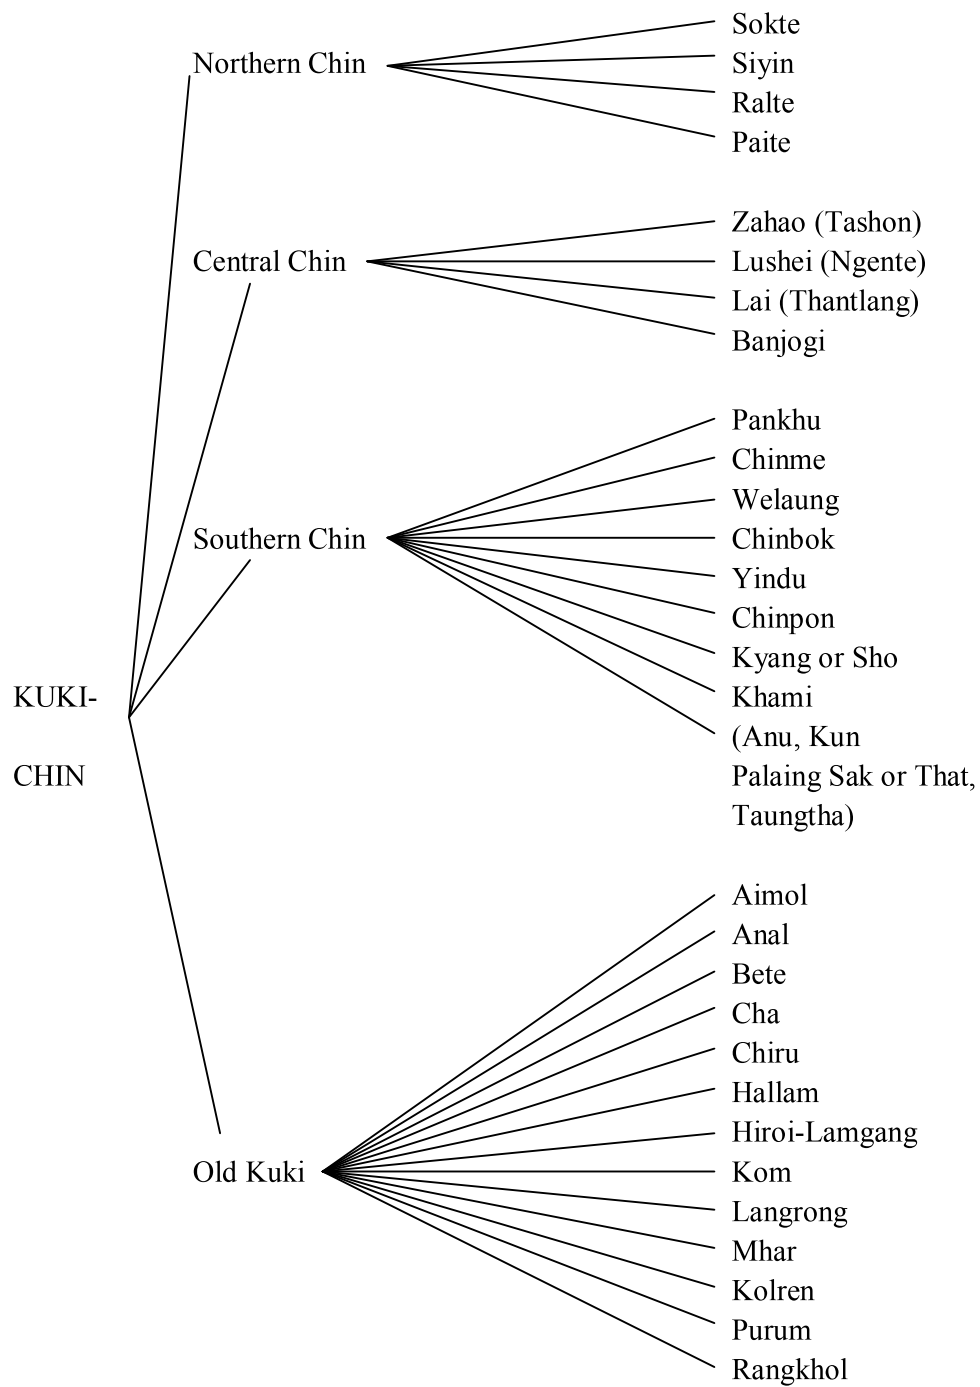 KUKI-
CHIN
Northern Chin
Sokte
Siyin
Ralte
Paite
Central Chin
Zahao (Tashon)
Lushei (Ngente)
Lai (Thantlang)
Banjogi
Southern Chin
Pankhu
Chinme
Welaung
Chinbok
Yindu
Chinpon
Kyang or Sho
Khami
(Anu, Kun
Palaing Sak or That,
Taungtha)
Old Kuki
Aimol
Anal
Bete
Cha
Chiru
Hallam
Hiroi-Lamgang
Kom
Langrong
Mhar
Kolren
Purum
Rangkhol